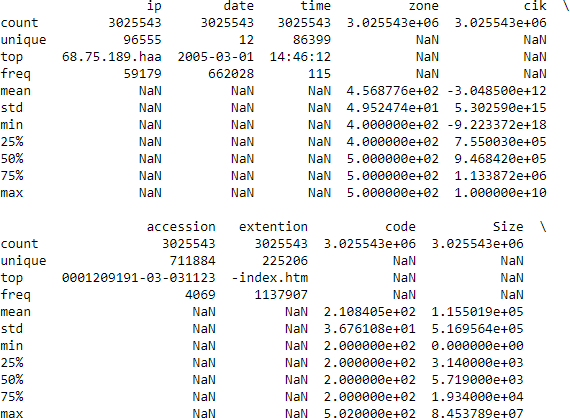 ip date time zone cik \
count 3025543 3025543 3025543 3.025543e+06 3.025543e+06
unique 96555 12 86399 NaN NaN
top 68.75.189.haa 2005-03-01 14:46:12 NaN NaN
freq 59179 662028 115 NaN NaN
mean NaN NaN NaN 4.568776e+02 -3.048500e+12
std NaN NaN NaN 4.952474e+01 5.302590e+15
min NaN NaN NaN 4.000000e+02 -9.223372e+18
25% NaN NaN NaN 4.000000e+02 7.550030e+05
50% NaN NaN NaN 5.000000e+02 9.468420e+05
75% NaN NaN NaN 5.000000e+02 1.133872e+06
max NaN NaN NaN 5.000000e+02 1.000000e+10
accession extention code Size \
count 3025543 3025543 3.025543e+06 3.025543e+06
unique 711884 225206 NaN NaN
top 0001209191-03-031123 -index.htm NaN NaN
freq 4069 1137907 NaN NaN
mean NaN NaN 2.108405e+02 1.155019e+05
std NaN NaN 3.676108e+01 5.169564e+05
min NaN NaN 2.000000e+02 0.000000e+00
25% NaN NaN 2.000000e+02 3.140000e+03
50% NaN NaN 2.000000e+02 5.719000e+03
75% NaN NaN 2.000000e+02 1.934000e+04
max NaN NaN 5.020000e+02 8.453789e+07